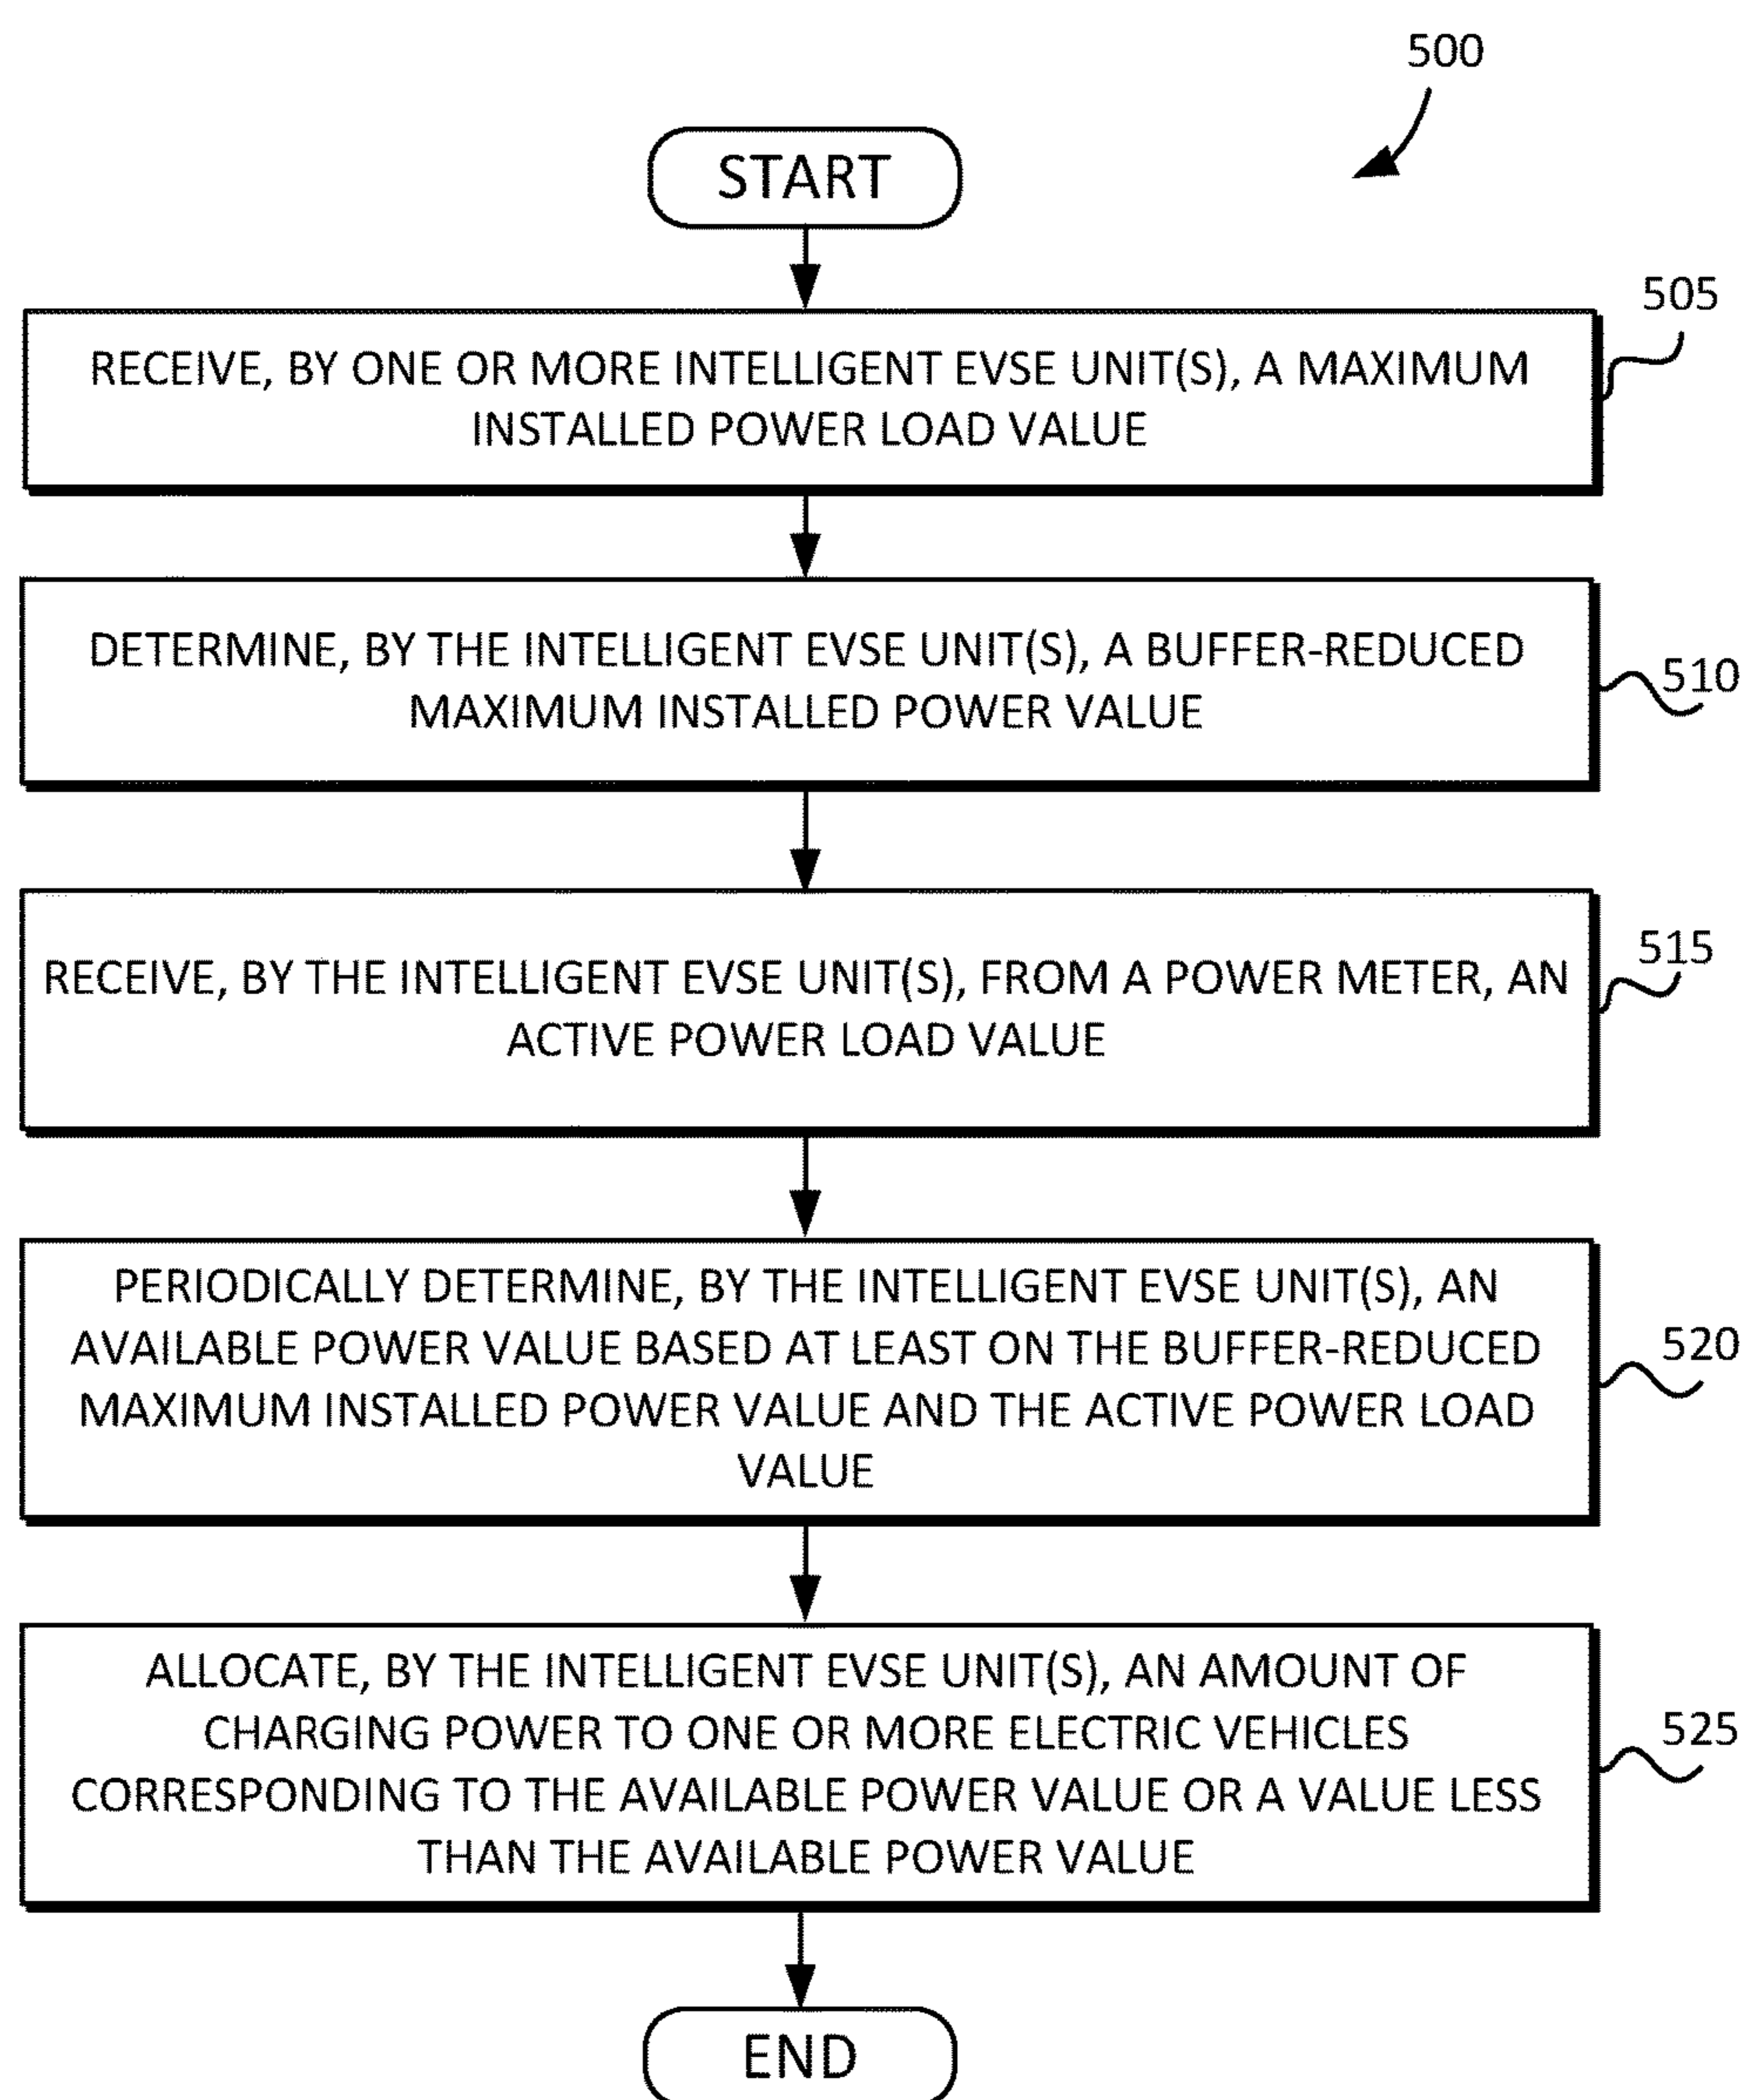 500
START
505
RECEIVE, BY ONE OR MORE INTELLIGENT EVSE UNIT(S), A MAXIMUM
INSTALLED POWER LOAD VALUE
DETERMINE, BY THE INTELLIGENT EVSE UNIT(S), A BUFFER-REDUCED
MAXIMUM INSTALLED POWER VALUE
510
RECEIVE, BY THE INTELLIGENT EVSE UNIT(S), FROM A POWER METER, AN
ACTIVE POWER LOAD VALUE
515
PERIODICALLY DETERMINE, BY THE INTELLIGENT EVSE UNIT(S), AN
AVAILABLE POWER VALUE BASED AT LEAST ON THE BUFFER-REDUCED
MAXIMUM INSTALLED POWER VALUE AND THE ACTIVE POWER LOAD
VALUE
520
ALLOCATE, BY THE INTELLIGENT EVSE UNIT(S), AN AMOUNT OF
CHARGING POWER TO ONE OR MORE ELECTRIC VEHICLES
CORRESPONDING TO THE AVAILABLE POWER VALUE OR A VALUE LESS
THAN THE AVAILABLE POWER VALUE
525
END